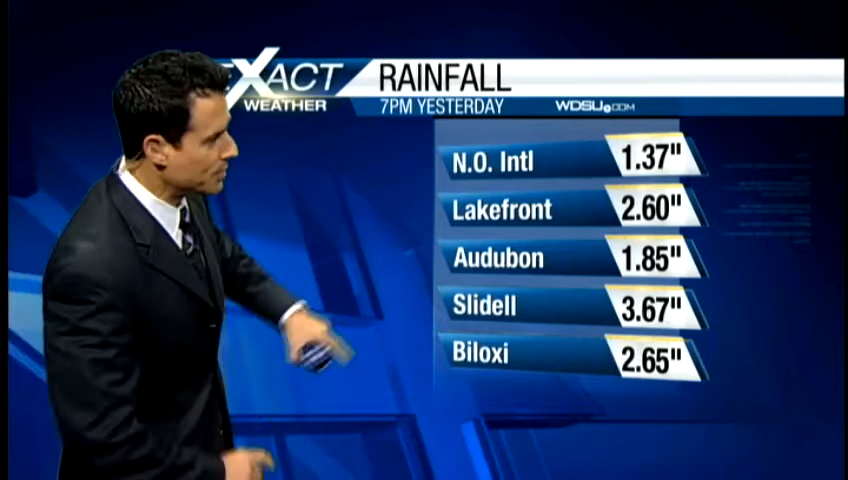 EXACT
WEATHER
RAINFALL
7PM YESTERDAY
WDSU.COM
N.O. Intl 1.37"
Lakefront 2.60"
Audubon 1.85"
Slidell 3.67"
Biloxi 2.65"